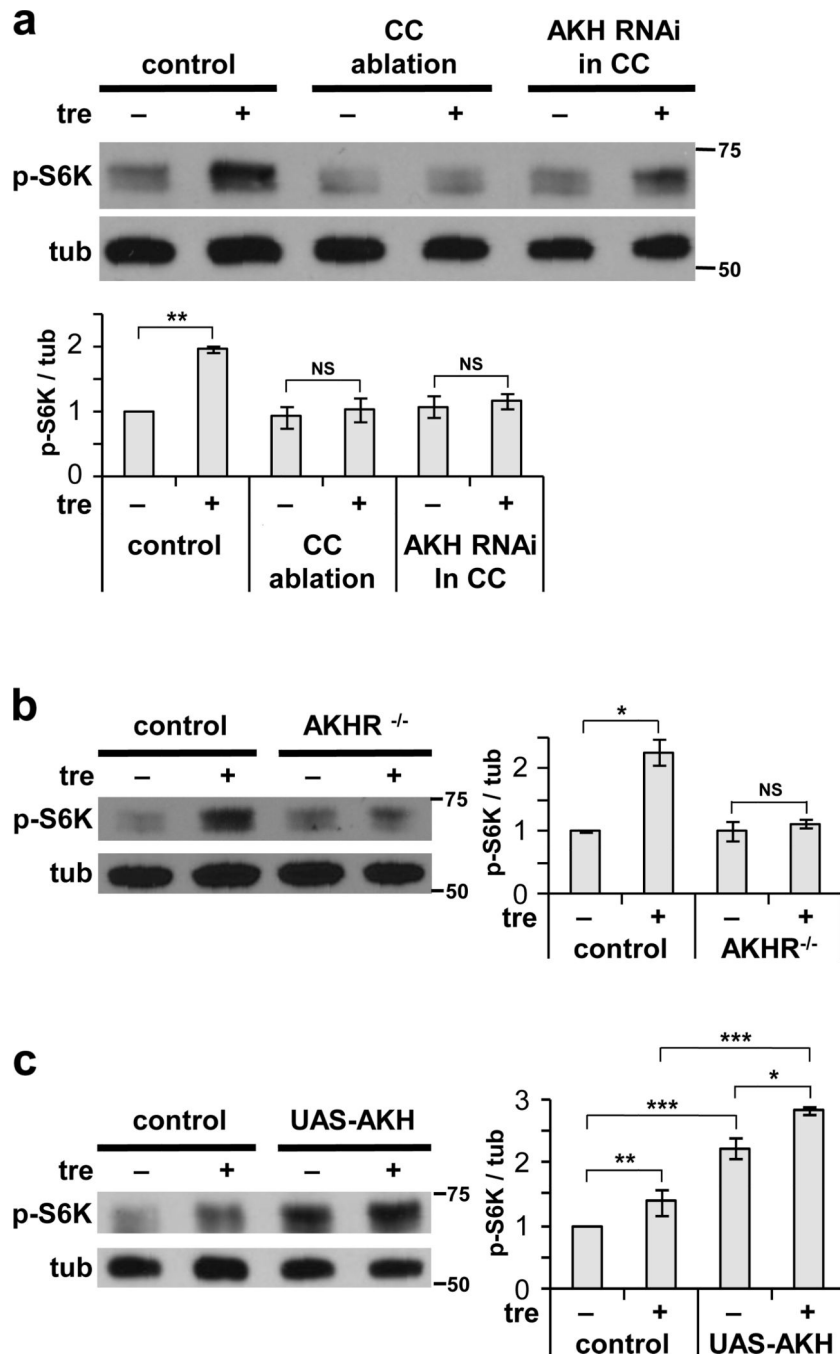 a
control
CC
ablation
AKH RNAi
in CC
tre – + – + – +
p-S6K
75
tub
50
p-S6K / tub
2
1
0
**
NS
NS
tre – + – + – +
control
CC
ablation
AKH RNAi
In CC
b
control AKHR -/-
tre – + – +
p-S6K
75
tub
50
p-S6K / tub
2
1
0
*
NS
tre – + – +
control AKHR-/-
c
control UAS-AKH
tre – + – +
p-S6K
75
tub
50
p-S6K / tub
3
2
1
0
***
***
*
**
tre – + – +
control UAS-AKH